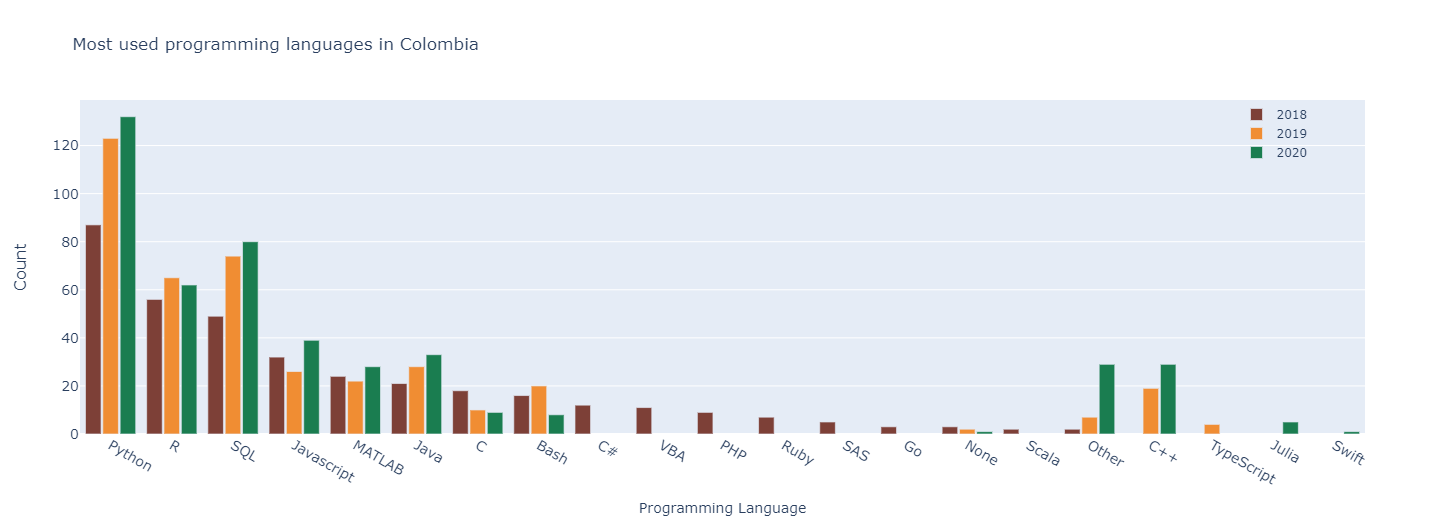 Most used programming languages in Colombia
2018
2019
2020
120
100
80
60
40
20
0
Count
Python
R
SQL
Javascript
MATLAB
Java
C
Bash
C#
VBA
PHP
Ruby
SAS
Go
None
Scala
Other
C++
TypeScript
Julia
Swift
Programming Language